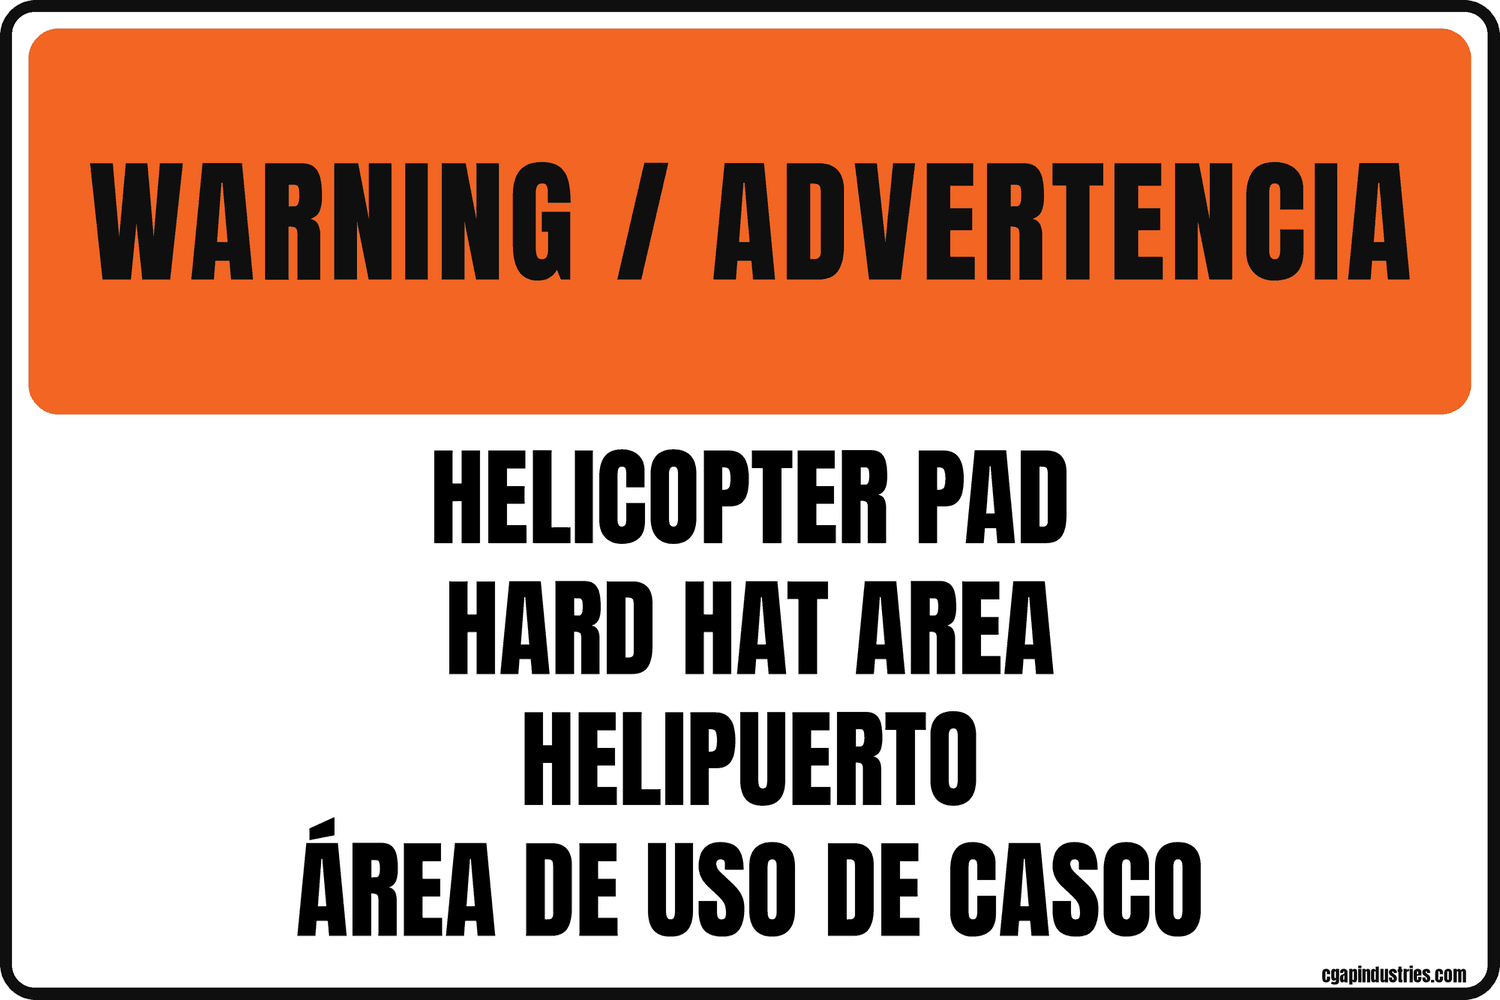 WARNING / ADVERTENCIA
HELICOPTER PAD
HARD HAT AREA
HELIPUERTO
ÁREA DE USO DE CASCO
cgapindustries.com